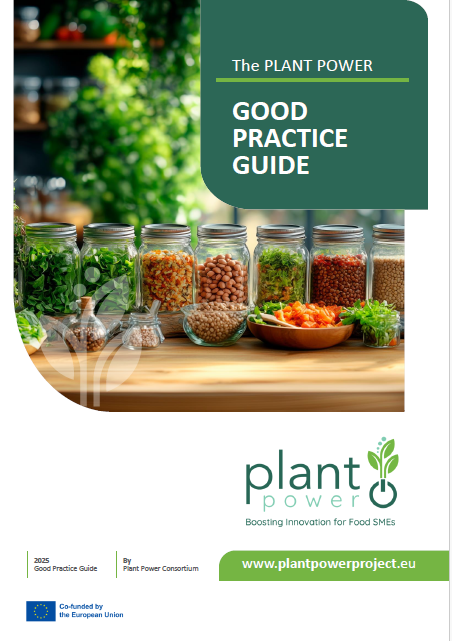 The PLANT POWER
GOOD
PRACTICE
GUIDE
plant
power
Boosting Innovation for Food SMEs
2025
Good Practice Guide
By
Plant Power Consortium
www.plantpowerproject.eu
Co-funded by
the European Union